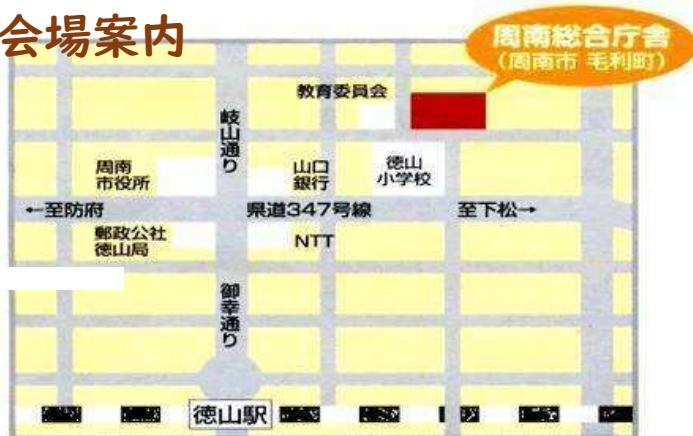 会場案内
周南総合庁舎
(周南市 毛利町)
教育委員会
岐山通り
周南
市役所
山口
銀行
徳山
小学校
←至防府
県道347号線
至下松→
郵政公社
徳山局
NTT
御幸通り
徳山駅